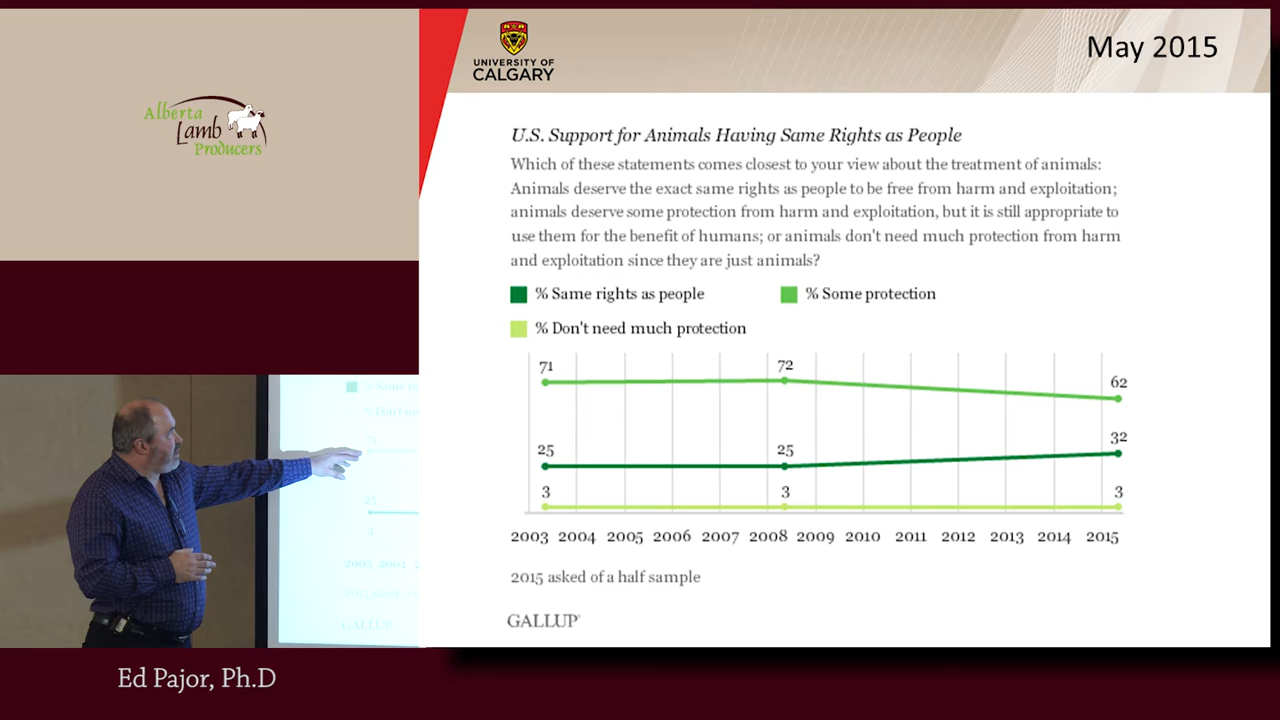 Alberta
Lamb
Producers
UNIVERSITY OF
CALGARY
May 2015
U.S. Support for Animals Having Same Rights as People
Which of these statements comes closest to your view about the treatment of animals:
Animals deserve the exact same rights as people to be free from harm and exploitation;
animals deserve some protection from harm and exploitation, but it is still appropriate to
use them for the benefit of humans; or animals don't need much protection from harm
and exploitation since they are just animals?
% Same rights as people
% Some protection
% Don't need much protection
71
72
62
25
25
32
3
3
3
2003 2004 2005 2006 2007 2008 2009 2010 2011 2012 2013 2014 2015
2015 asked of a half sample
GALLUP
Ed Pajor, Ph.D